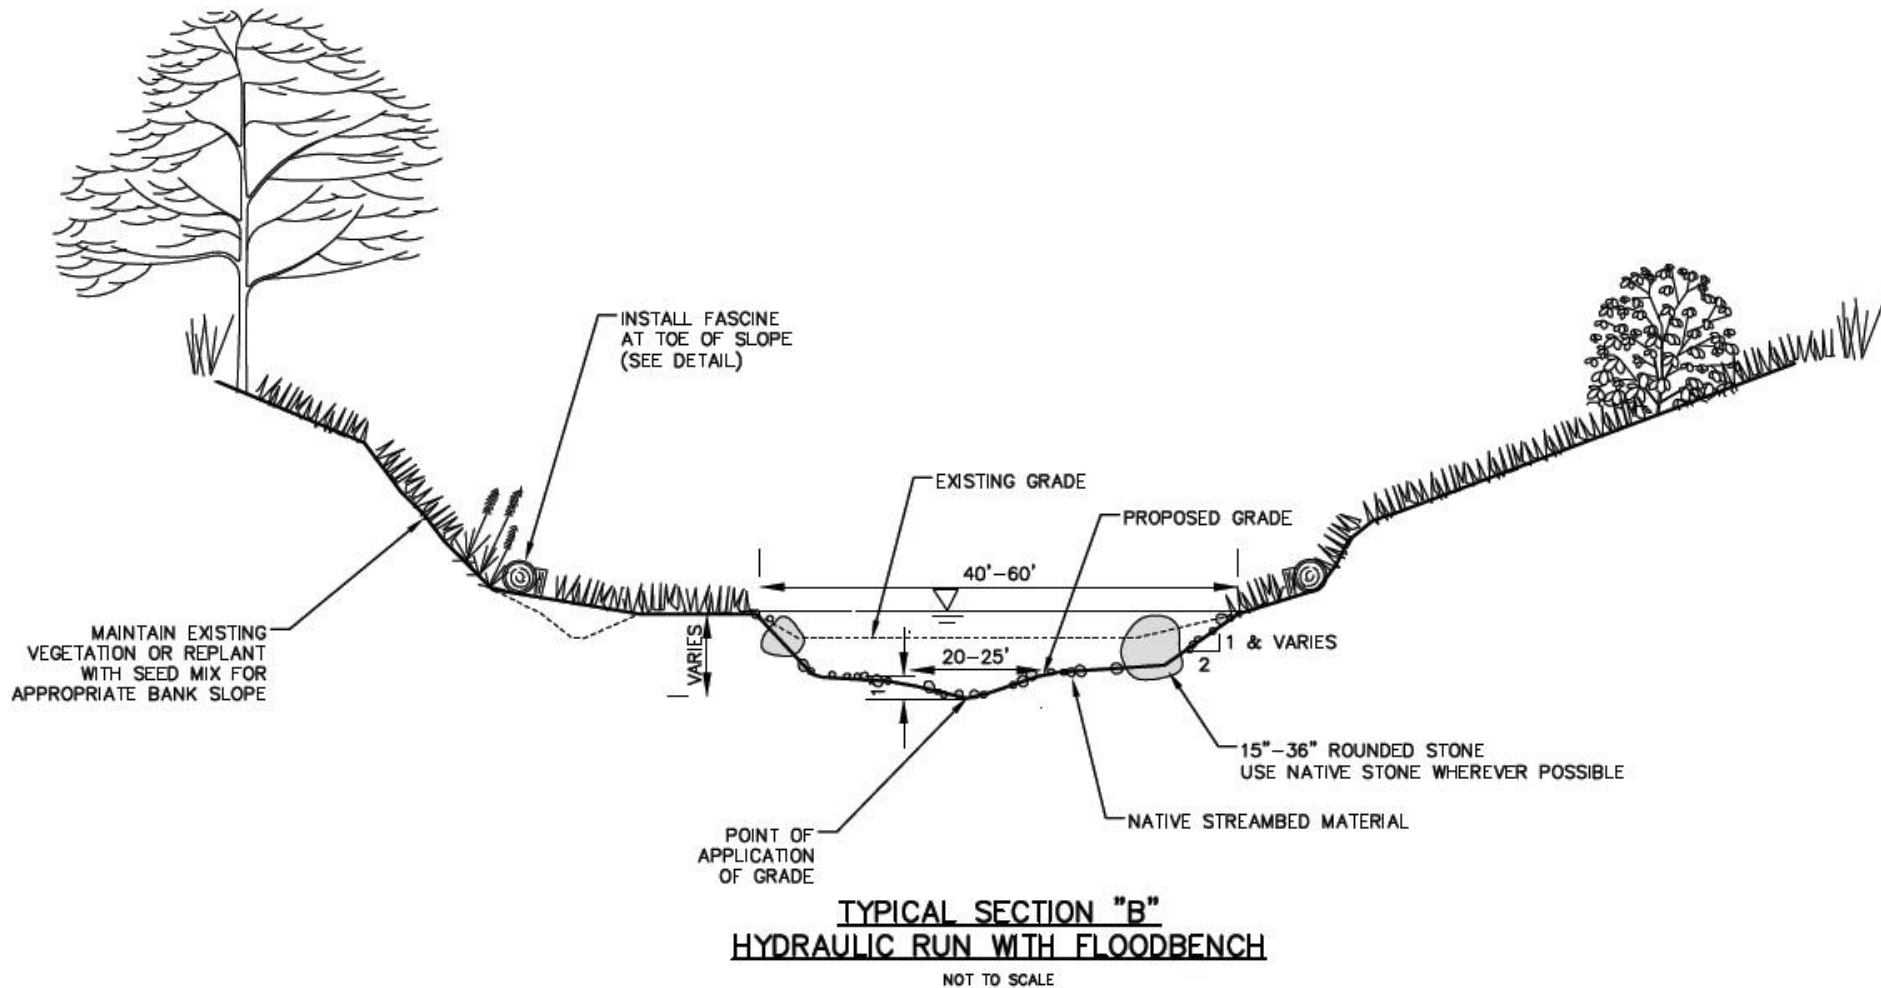 INSTALL FASCINE
AT TOE OF SLOPE
(SEE DETAIL)
EXISTING GRADE
PROPOSED GRADE
40'-60'
MAINTAIN EXISTING
VEGETATION OR REPLANT
WITH SEED MIX FOR
APPROPRIATE BANK SLOPE
VARIES
20-25'
1'
1 & VARIES
2
15"-36" ROUNDED STONE
USE NATIVE STONE WHEREVER POSSIBLE
NATIVE STREAMBED MATERIAL
POINT OF
APPLICATION
OF GRADE
TYPICAL SECTION "B"
HYDRAULIC RUN WITH FLOODBENCH
NOT TO SCALE